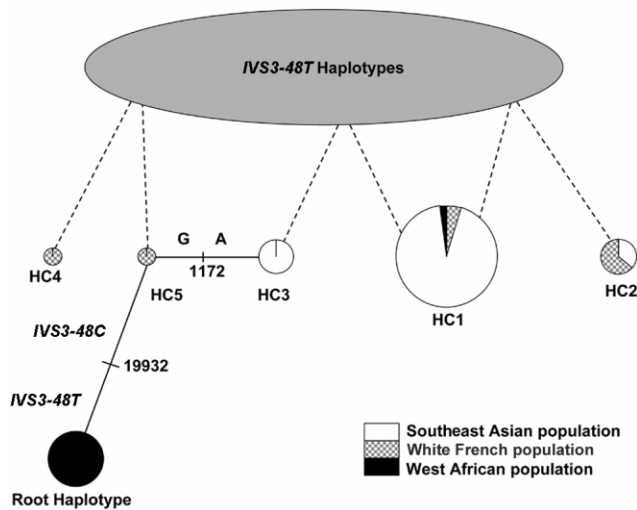 IVS3-48T Haplotypes
G A
1172
HC4
HC5
HC3
HC1
HC2
IVS3-48C
19932
IVS3-48T
Root Haplotype
Southeast Asian population
White French population
West African population